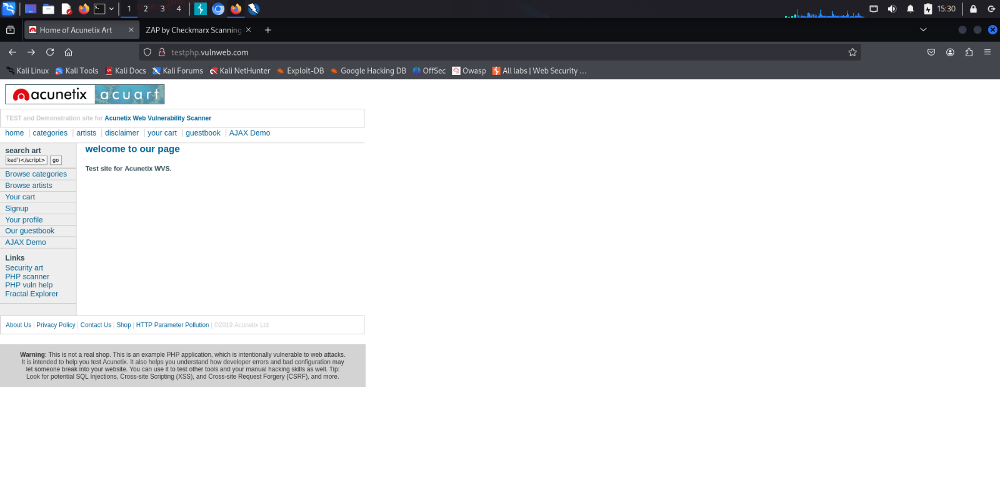 1 2 3 4 15:30
Home of Acunetix Art ZAP by Checkmarx Scanning
testphp.vulnweb.com
Kali Linux Kali Tools Kali Docs Kali Forums Kali NetHunter Exploit-DB Google Hacking DB OffSec Owasp All labs | Web Security ...
acunetix acuart
TEST and Demonstration site for Acunetix Web Vulnerability Scanner
home | categories | artists | disclaimer | your cart | guestbook | AJAX Demo
search art
ked')</script> go
Browse categories
Browse artists
Your cart
Signup
Your profile
Our guestbook
AJAX Demo
Links
Security art
PHP scanner
PHP vuln help
Fractal Explorer
welcome to our page
Test site for Acunetix WVS.
About Us | Privacy Policy | Contact Us | Shop | HTTP Parameter Pollution | ©2019 Acunetix Ltd
Warning: This is not a real shop. This is an example PHP application, which is intentionally vulnerable to web attacks.
It is intended to help you test Acunetix. It also helps you understand how developer errors and bad configuration may
let someone break into your website. You can use it to test other tools and your manual hacking skills as well. Tip:
Look for potential SQL Injections, Cross-site Scripting (XSS), and Cross-site Request Forgery (CSRF), and more.